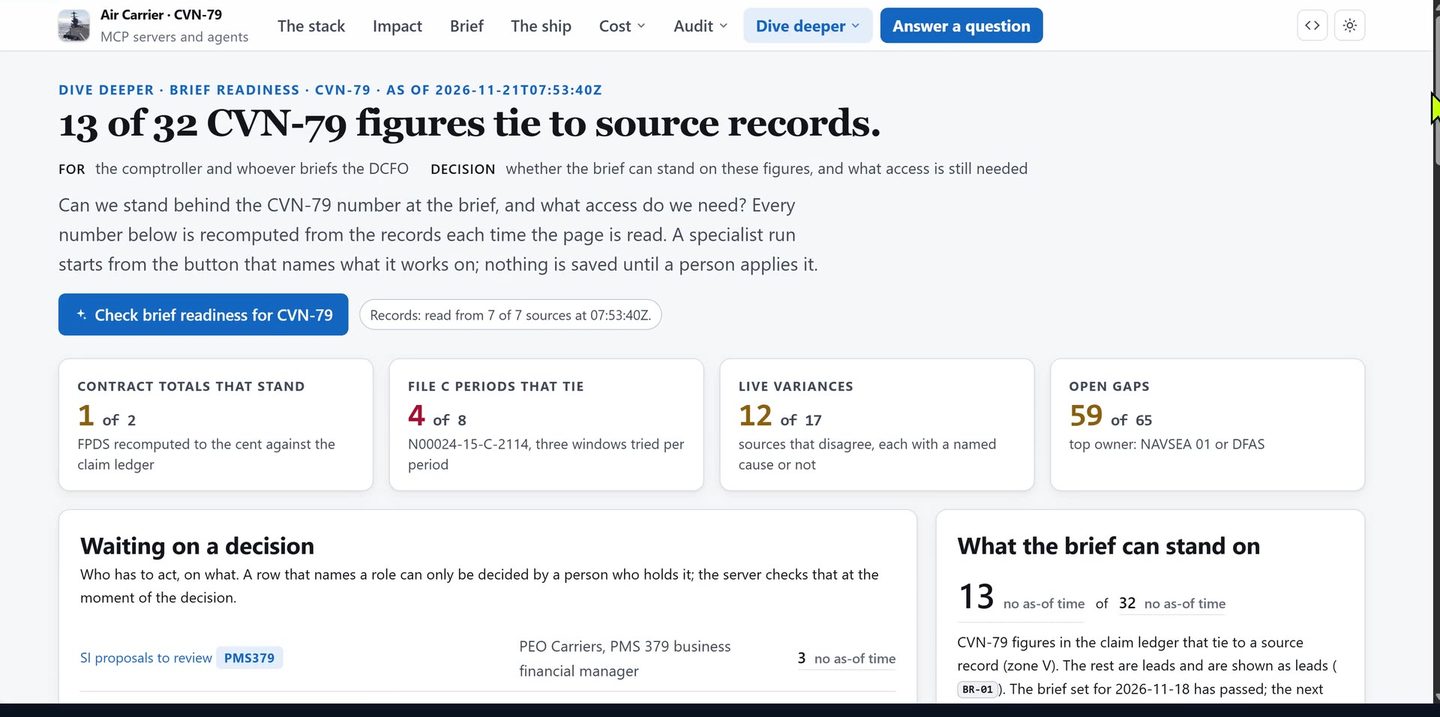 Air Carrier · CVN-79
MCP servers and agents
The stack
Impact
Brief
The ship
Cost
Audit
Dive deeper
Answer a question
DIVE DEEPER · BRIEF READINESS · CVN-79 · AS OF 2026-11-21T07:53:40Z
13 of 32 CVN-79 figures tie to source records.
FOR the comptroller and whoever briefs the DCFO DECISION whether the brief can stand on these figures, and what access is still needed
Can we stand behind the CVN-79 number at the brief, and what access do we need? Every
number below is recomputed from the records each time the page is read. A specialist run
starts from the button that names what it works on; nothing is saved until a person applies it.
Check brief readiness for CVN-79
Records: read from 7 of 7 sources at 07:53:40Z.
CONTRACT TOTALS THAT STAND
1 of 2
FPDS recomputed to the cent against the
claim ledger
FILE C PERIODS THAT TIE
4 of 8
N00024-15-C-2114, three windows tried per
period
LIVE VARIANCES
12 of 17
sources that disagree, each with a named
cause or not
OPEN GAPS
59 of 65
top owner: NAVSEA 01 or DFAS
Waiting on a decision
Who has to act, on what. A row that names a role can only be decided by a person who holds it; the server checks that at the
moment of the decision.
SI proposals to review PMS379
PEO Carriers, PMS 379 business
financial manager
3 no as-of time
What the brief can stand on
13 no as-of time of 32 no as-of time
CVN-79 figures in the claim ledger that tie to a source
record (zone V). The rest are leads and are shown as leads (
BR-01). The brief set for 2026-11-18 has passed; the next